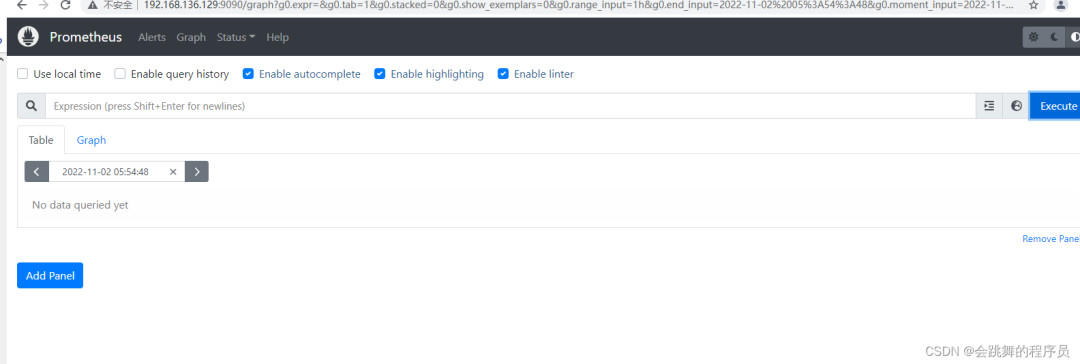 不安全 192.168.136.129:9090/graph?g0.expr=&g0.tab=1&g0.stacked=0&g0.show_exemplars=0&g0.range_input=1h&g0.end_input=2022-11-02%2005%3A54%3A48&g0.moment_input=2022-11-...
Prometheus Alerts Graph Status Help
Use local time Enable query history Enable autocomplete Enable highlighting Enable linter
Expression (press Shift+Enter for newlines) Execute
Table Graph
2022-11-02 05:54:48
No data queried yet
Remove Panel
Add Panel
CSDN @会跳舞的程序员